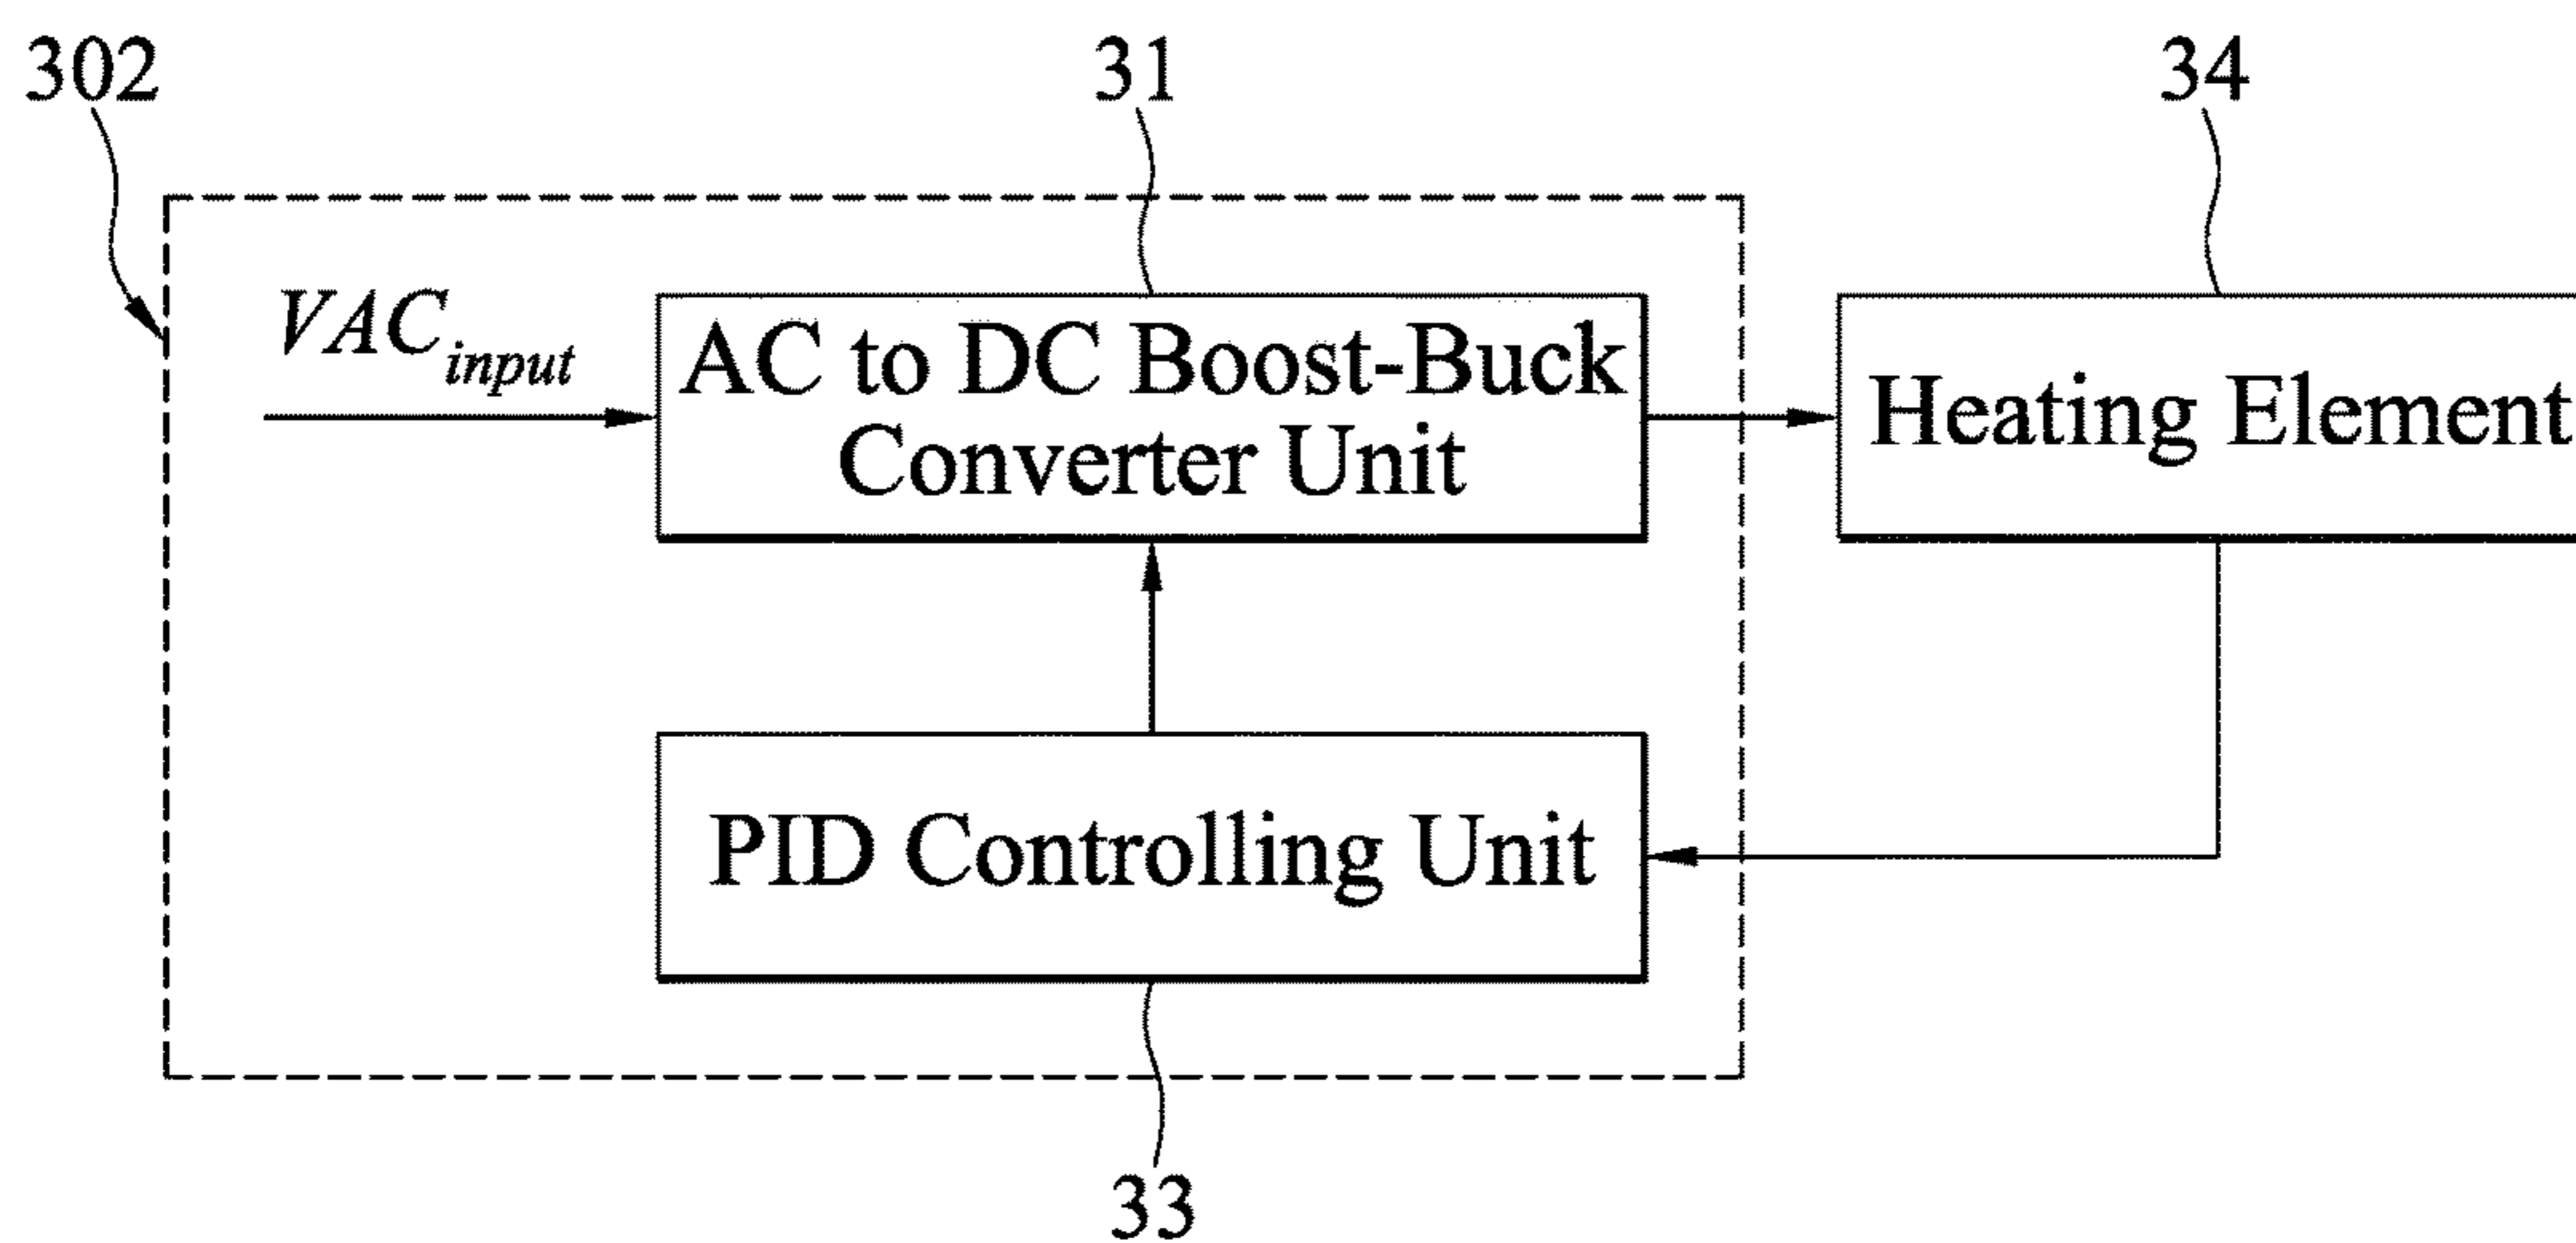 302
31
34
VACinput
AC to DC Boost-Buck
Converter Unit
Heating Element
PID Controlling Unit
33